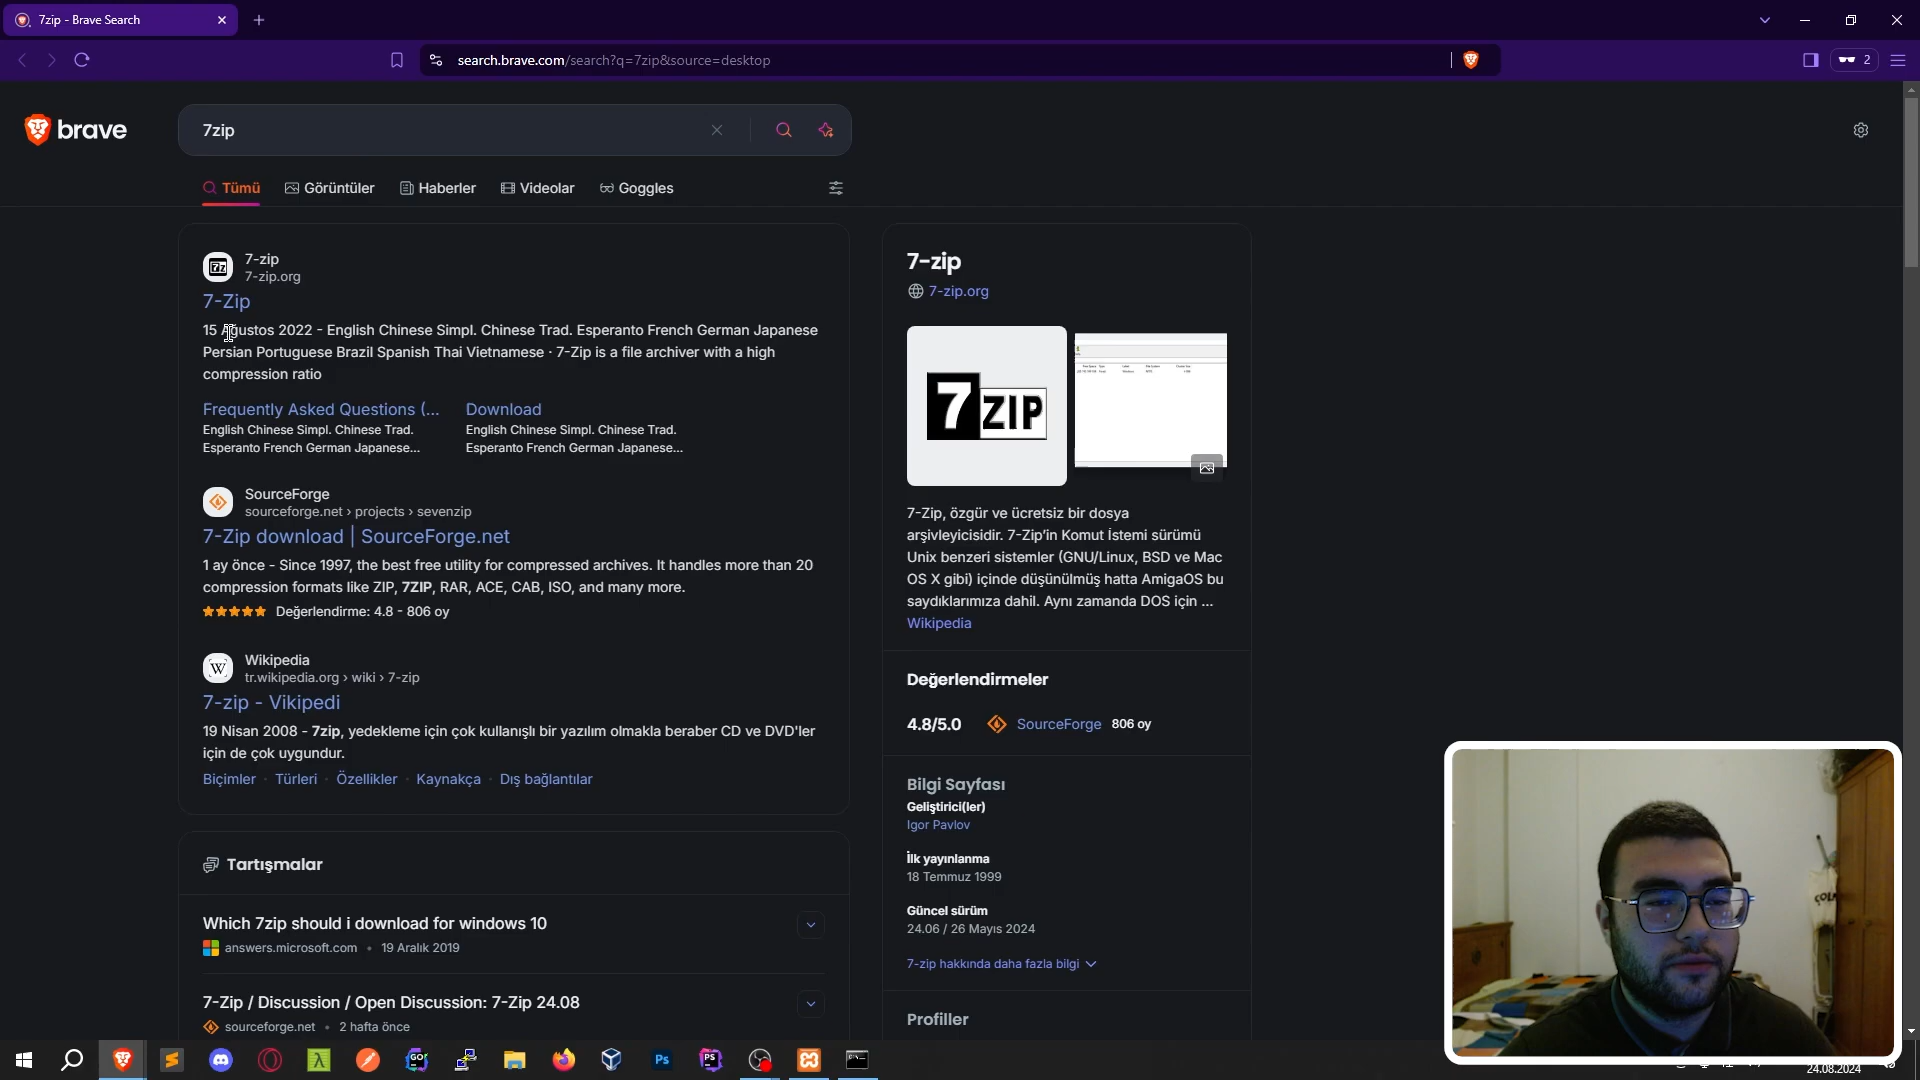 7zip - Brave Search
search.brave.com/search?q=7zip&source=desktop
2
brave
7zip
Tümü
Görüntüler
Haberler
Videolar
Goggles
7-zip
7-zip.org
7-Zip
15 Ağustos 2022 - English Chinese Simpl. Chinese Trad. Esperanto French German Japanese
Persian Portuguese Brazil Spanish Thai Vietnamese · 7-Zip is a file archiver with a high
compression ratio
Frequently Asked Questions (...
English Chinese Simpl. Chinese Trad.
Esperanto French German Japanese...
Download
English Chinese Simpl. Chinese Trad.
Esperanto French German Japanese...
SourceForge
sourceforge.net › projects › sevenzip
7-Zip download | SourceForge.net
1 ay önce - Since 1997, the best free utility for compressed archives. It handles more than 20
compression formats like ZIP, 7ZIP, RAR, ACE, CAB, ISO, and many more.
Değerlendirme: 4.8 - 806 oy
Wikipedia
tr.wikipedia.org › wiki › 7-zip
7-zip - Vikipedi
19 Nisan 2008 - 7zip, yedekleme için çok kullanışlı bir yazılım olmakla beraber CD ve DVD'ler
için de çok uygundur.
Biçimler · Türleri · Özellikler · Kaynakça · Dış bağlantılar
Tartışmalar
Which 7zip should i download for windows 10
answers.microsoft.com • 19 Aralık 2019
7-Zip / Discussion / Open Discussion: 7-Zip 24.08
sourceforge.net • 2 hafta önce
7-zip
7-zip.org
7ZIP
7-Zip, özgür ve ücretsiz bir dosya
arşivleyicisidir. 7-Zip'in Komut İstemi sürümü
Unix benzeri sistemler (GNU/Linux, BSD ve Mac
OS X gibi) içinde düşünülmüş hatta AmigaOS bu
saydıklarımıza dahil. Aynı zamanda DOS için ...
Wikipedia
Değerlendirmeler
4.8/5.0
SourceForge 806 oy
Bilgi Sayfası
Geliştirici(ler)
Igor Pavlov
İlk yayınlanma
18 Temmuz 1999
Güncel sürüm
24.06 / 26 Mayıs 2024
7-zip hakkında daha fazla bilgi
Profiller
24.08.2024